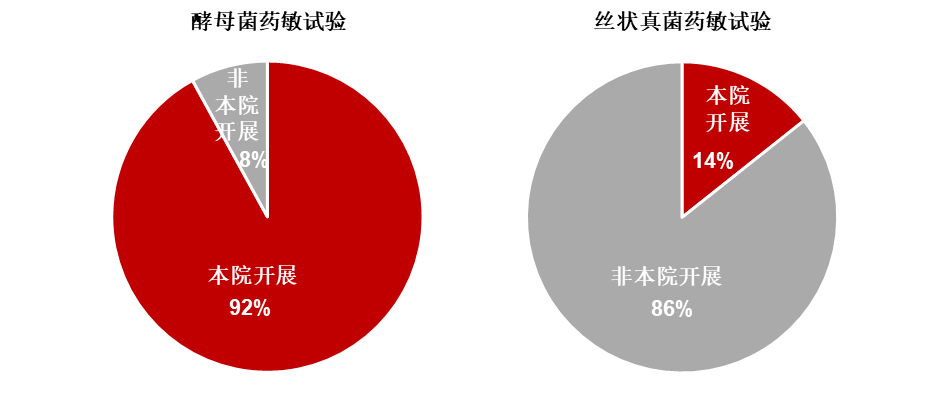 酵母菌药敏试验
非
本院
开展
8%
本院开展
92%
丝状真菌药敏试验
本院
开展
14%
非本院开展
86%